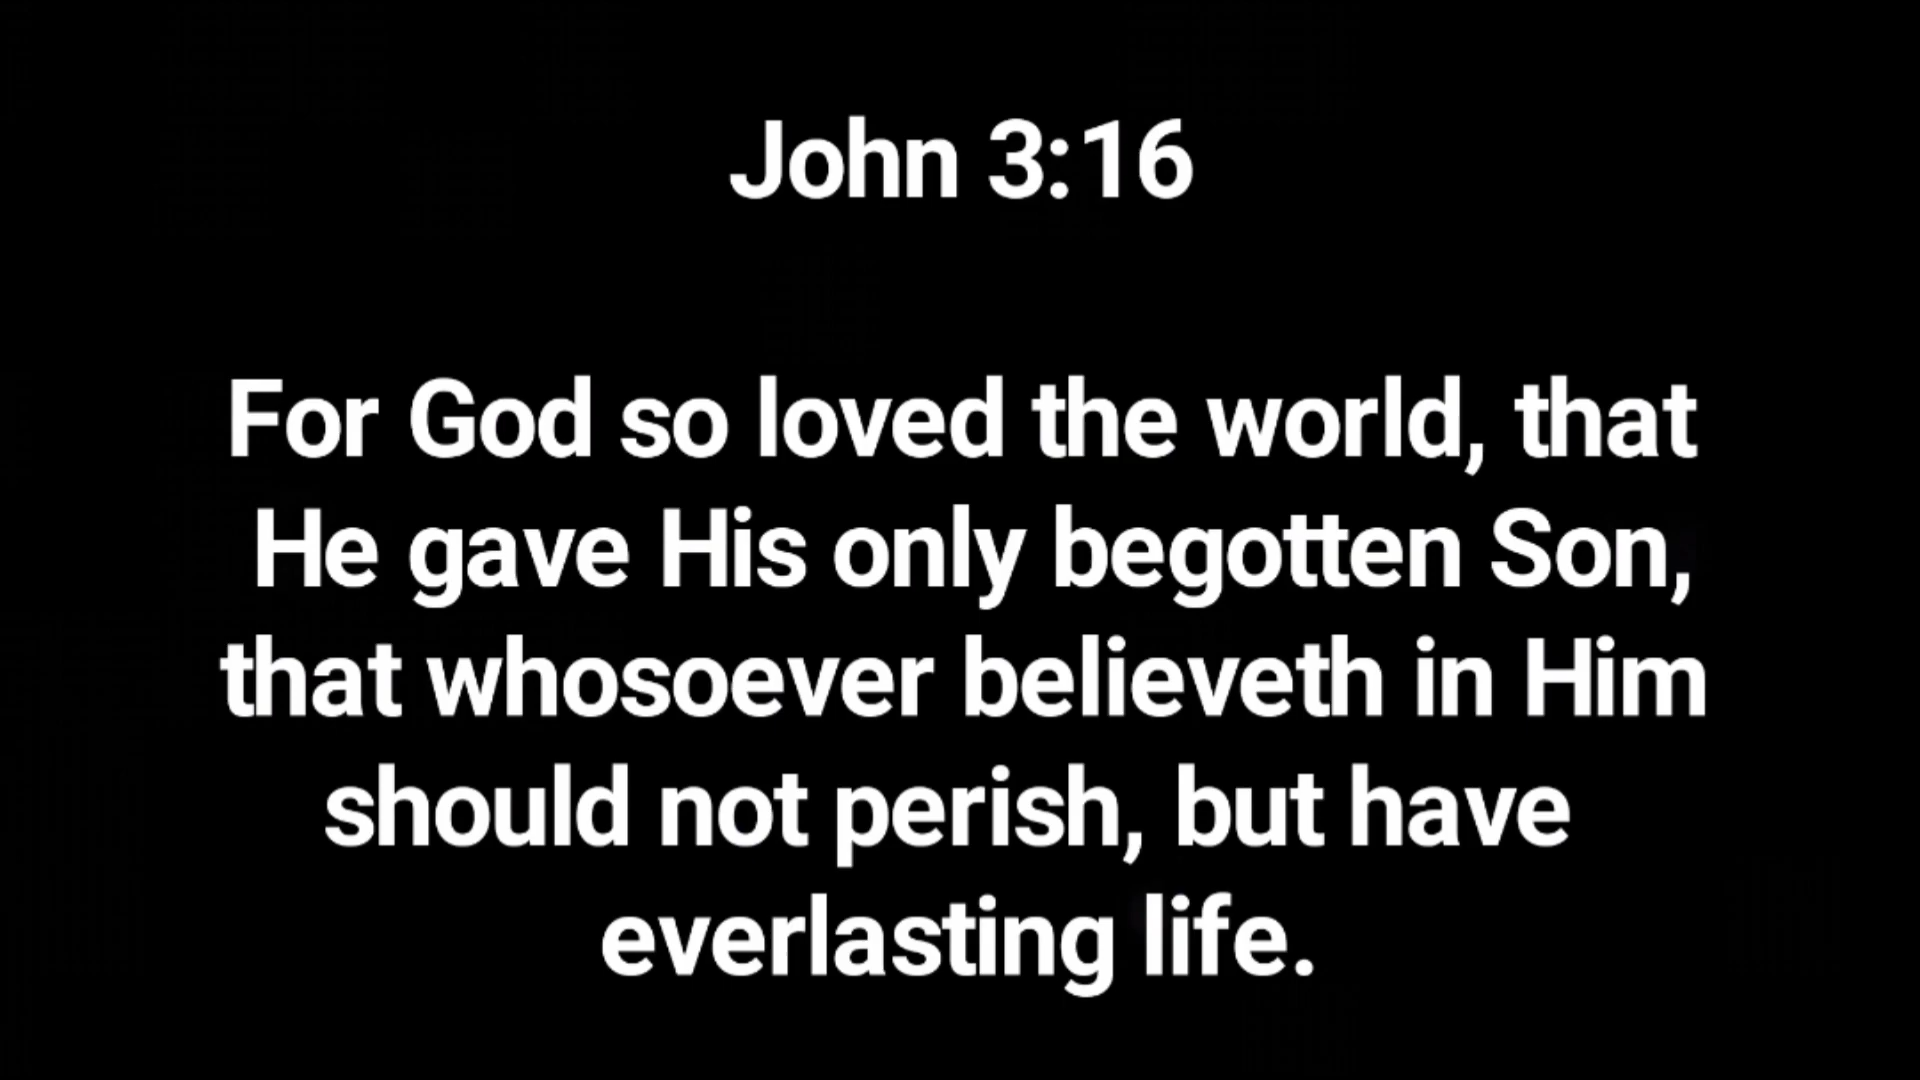 John 3:16
For God so loved the world, that
He gave His only begotten Son,
that whosoever believeth in Him
should not perish, but have
everlasting life.